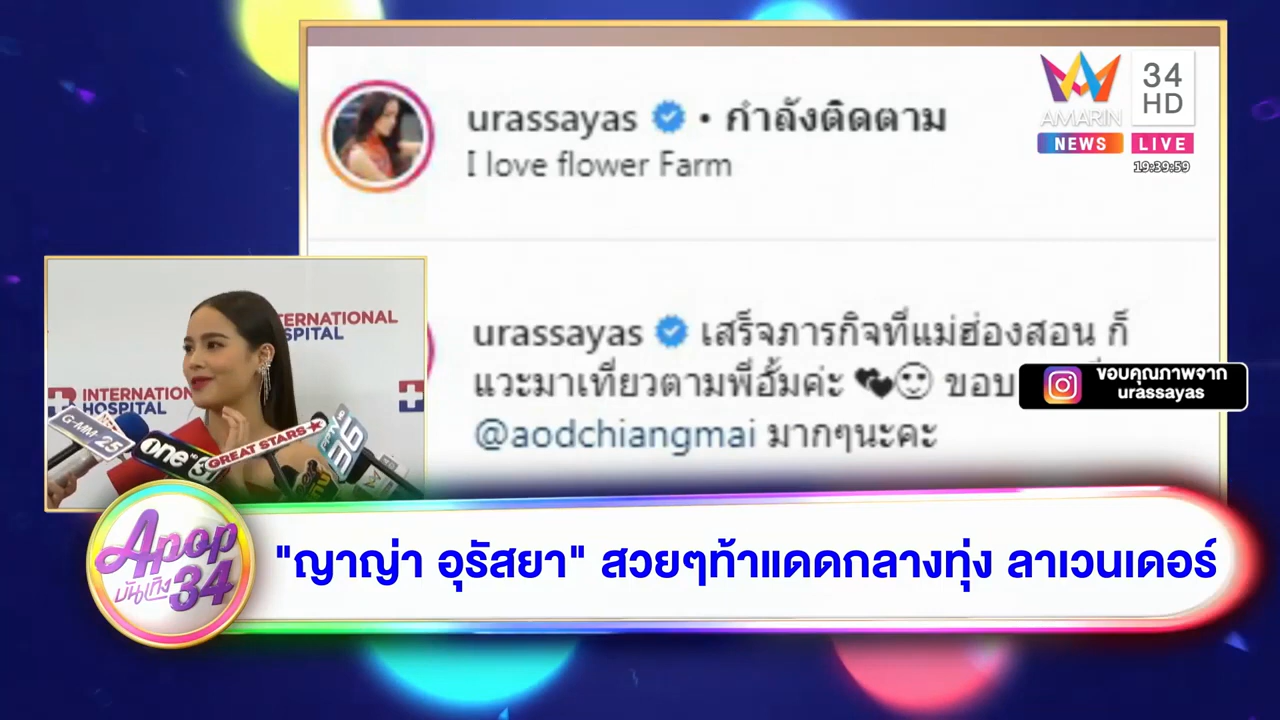 urassayas • กำลังติดตาม
I love flower Farm
AMARIN
NEWS
34
HD
LIVE
19:39:59
urassayas เสร็จภารกิจที่แม่ฮ่องสอน ก็
แวะมาเที่ยวตามพี่อั้มค่ะ 🖤😍 ขอบ
@aodchiangmai มากๆนะคะ
ขอบคุณภาพจาก
urassayas
INTERNATIONAL
HOSPITAL
INTERNATIONAL
HOSPITAL
G-MM 25
one 31
GREAT STARS
PPTV HD 36
Apop
บันเทิง 34
"ญาญ่า อุรัสยา" สวยๆท้าแดดกลางทุ่ง ลาเวนเดอร์